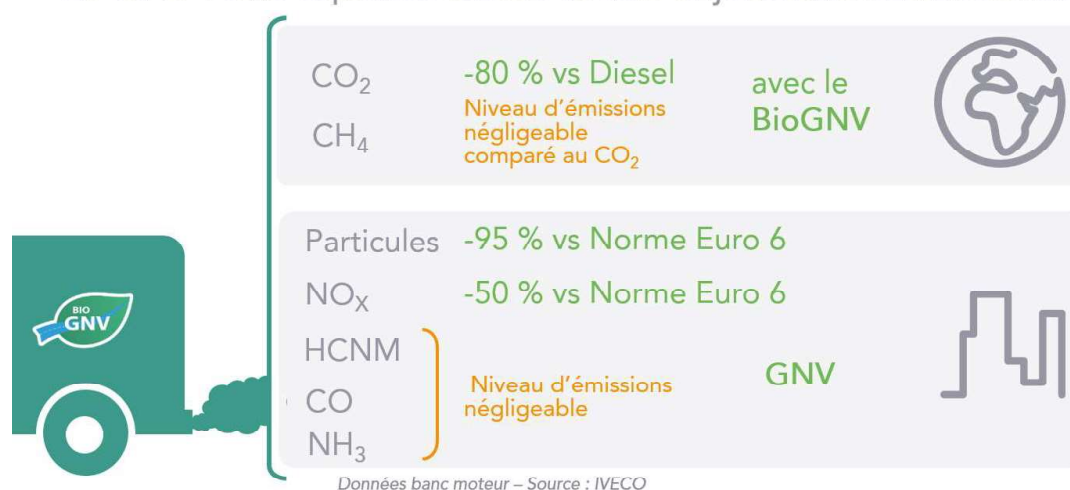 CO₂ -80 % vs Diesel
CH₄ Niveau d'émissions
négligeable
comparé au CO₂
avec le
BioGNV
Particules -95 % vs Norme Euro 6
NOₓ -50 % vs Norme Euro 6
HCNM
CO
NH₃
Niveau d'émissions
négligeable
GNV
BIO
GNV
Données banc moteur – Source : IVECO